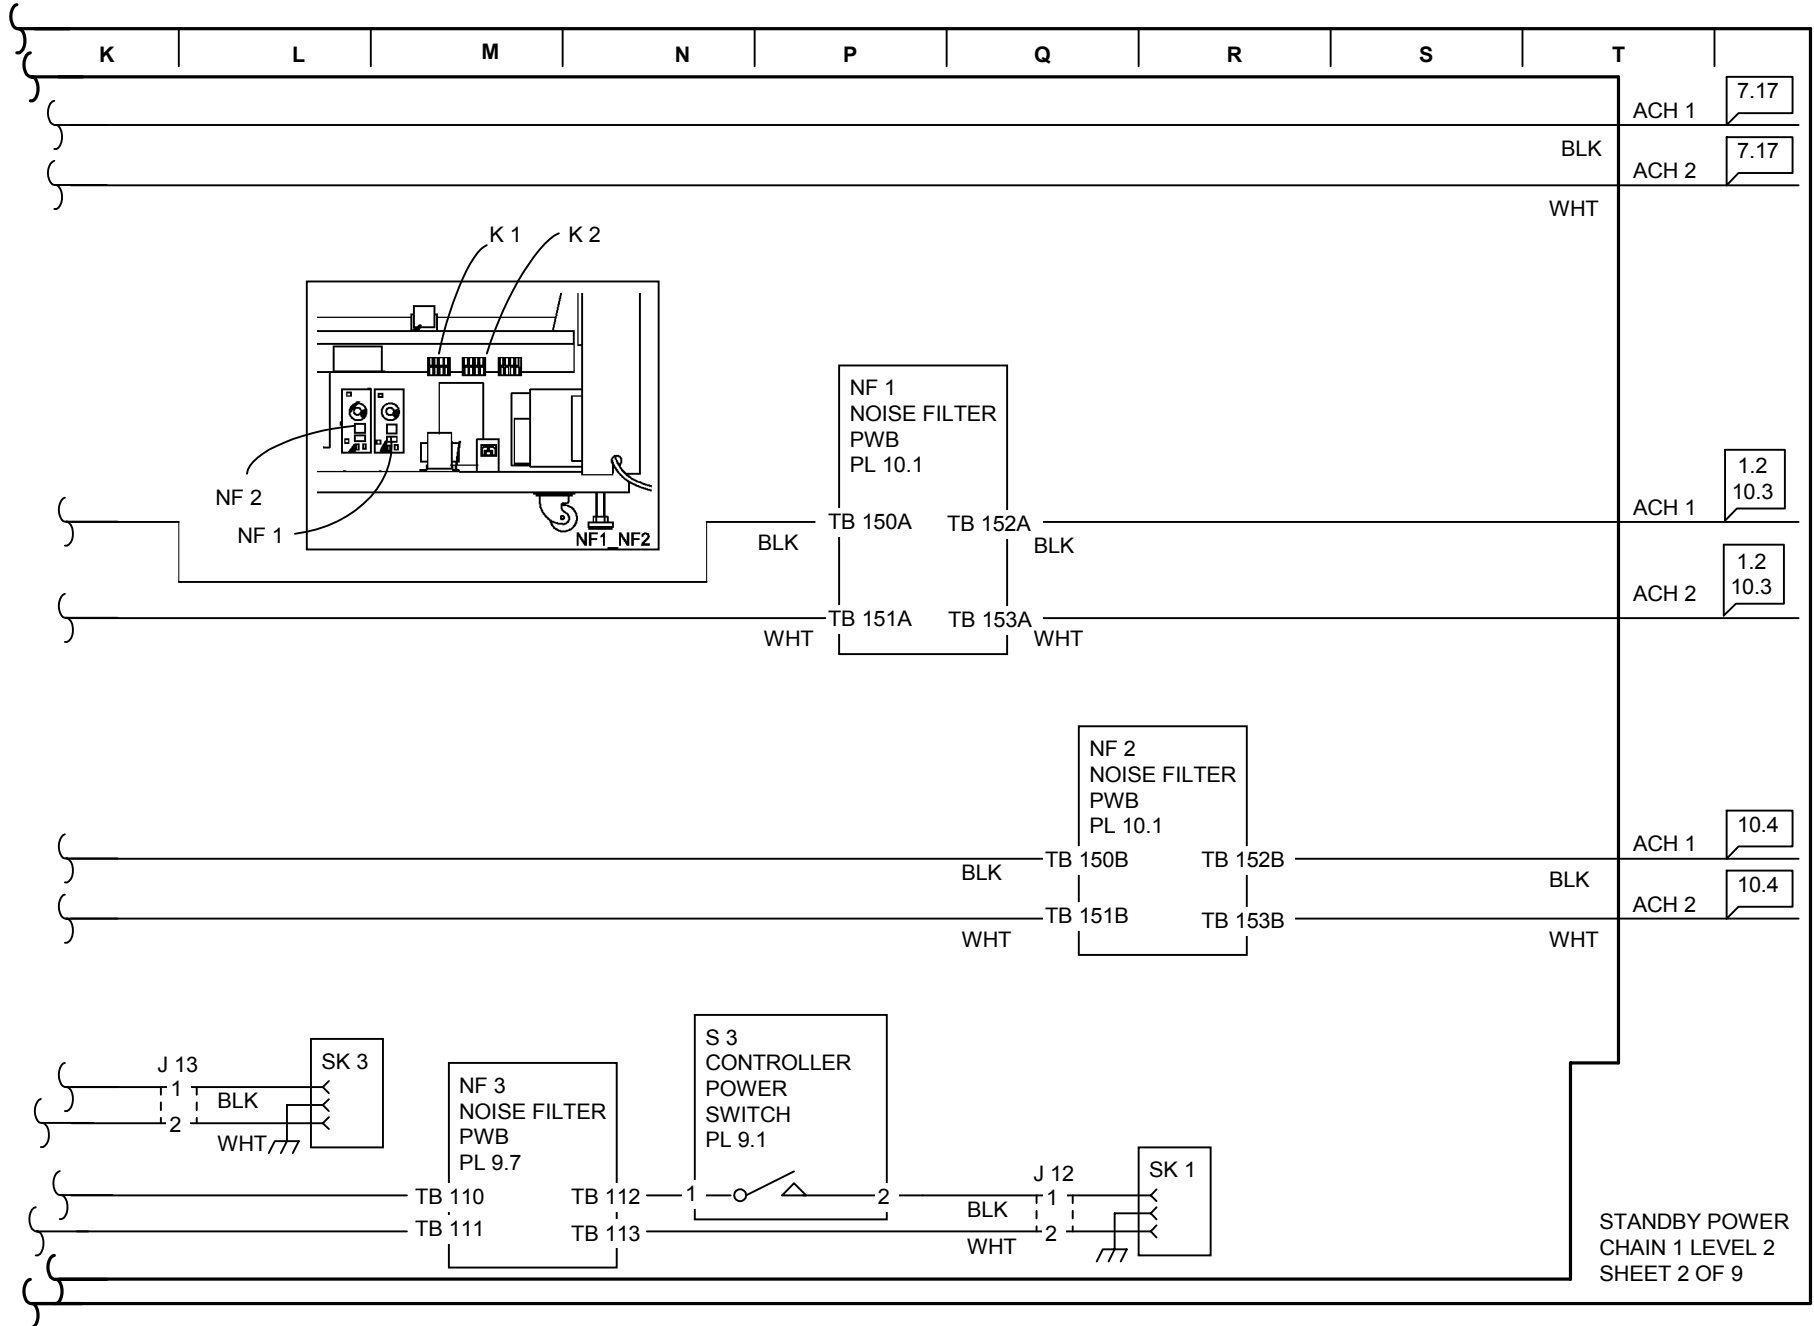 K L M N P Q R S T
7.17
ACH 1
BLK
7.17
ACH 2
WHT
K 1
K 2
NF 2
NF 1
NF1_NF2
NF 1
NOISE FILTER
PWB
PL 10.1
TB 150A
TB 152A
BLK
BLK
TB 151A
TB 153A
WHT
WHT
1.2
10.3
ACH 1
1.2
10.3
ACH 2
NF 2
NOISE FILTER
PWB
PL 10.1
TB 150B
TB 152B
BLK
BLK
TB 151B
TB 153B
WHT
WHT
10.4
ACH 1
10.4
ACH 2
J 13
1
2
BLK
WHT
SK 3
NF 3
NOISE FILTER
PWB
PL 9.7
TB 110
TB 112
TB 111
TB 113
S 3
CONTROLLER
POWER
SWITCH
PL 9.1
1
2
BLK
WHT
J 12
1
2
SK 1
STANDBY POWER
CHAIN 1 LEVEL 2
SHEET 2 OF 9